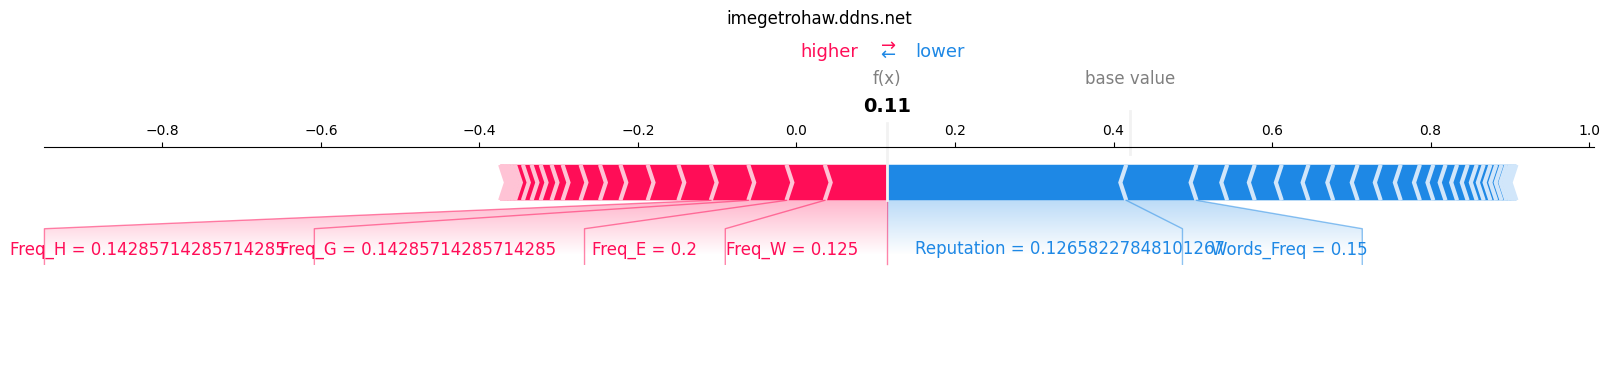 imegetrohaw.ddns.net
higher → ← lower
f(x) base value
0.11
−0.8 −0.6 −0.4 −0.2 0.0 0.2 0.4 0.6 0.8 1.0
Freq_H = 0.14285714285714285 Freq_G = 0.14285714285714285 Freq_E = 0.2 Freq_W = 0.125 Reputation = 0.12658227848101267 Words_Freq = 0.15